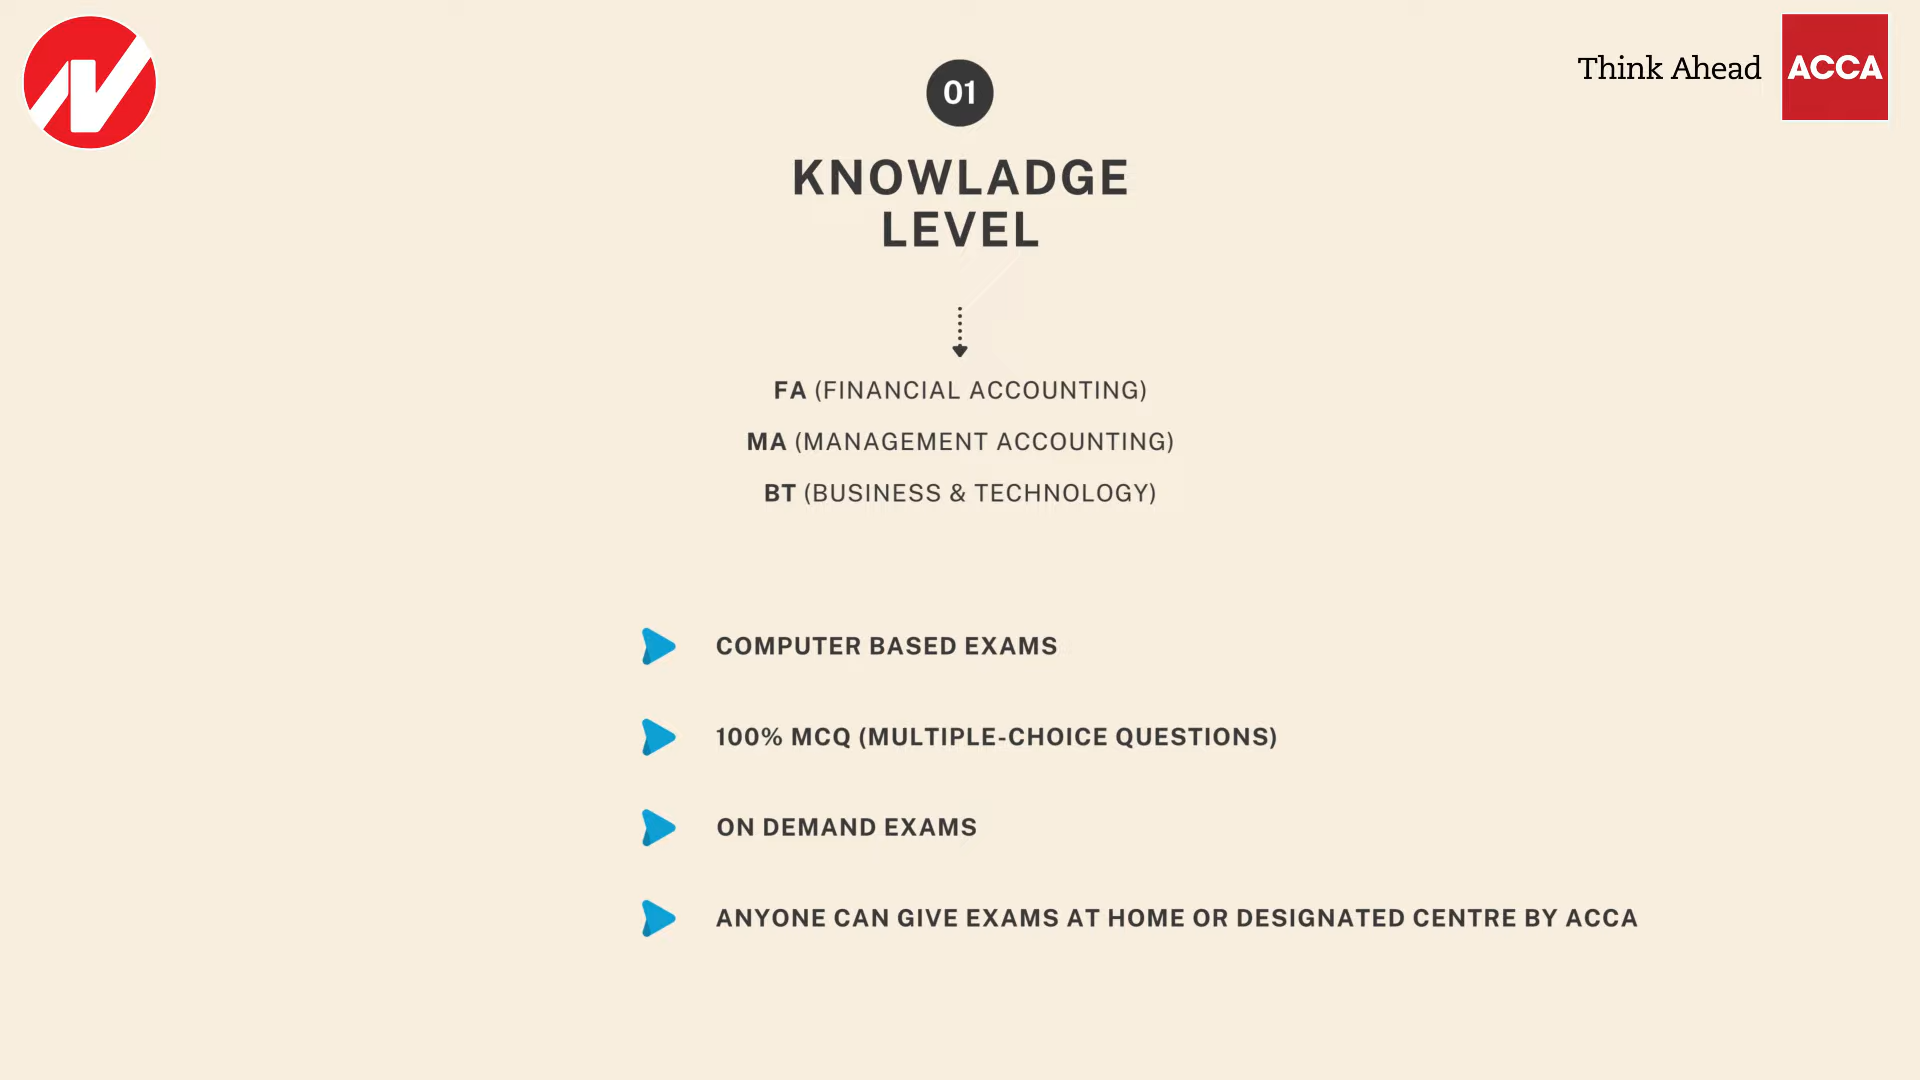 Think Ahead ACCA
01
KNOWLADGE
LEVEL
FA (FINANCIAL ACCOUNTING)
MA (MANAGEMENT ACCOUNTING)
BT (BUSINESS & TECHNOLOGY)
COMPUTER BASED EXAMS
100% MCQ (MULTIPLE-CHOICE QUESTIONS)
ON DEMAND EXAMS
ANYONE CAN GIVE EXAMS AT HOME OR DESIGNATED CENTRE BY ACCA